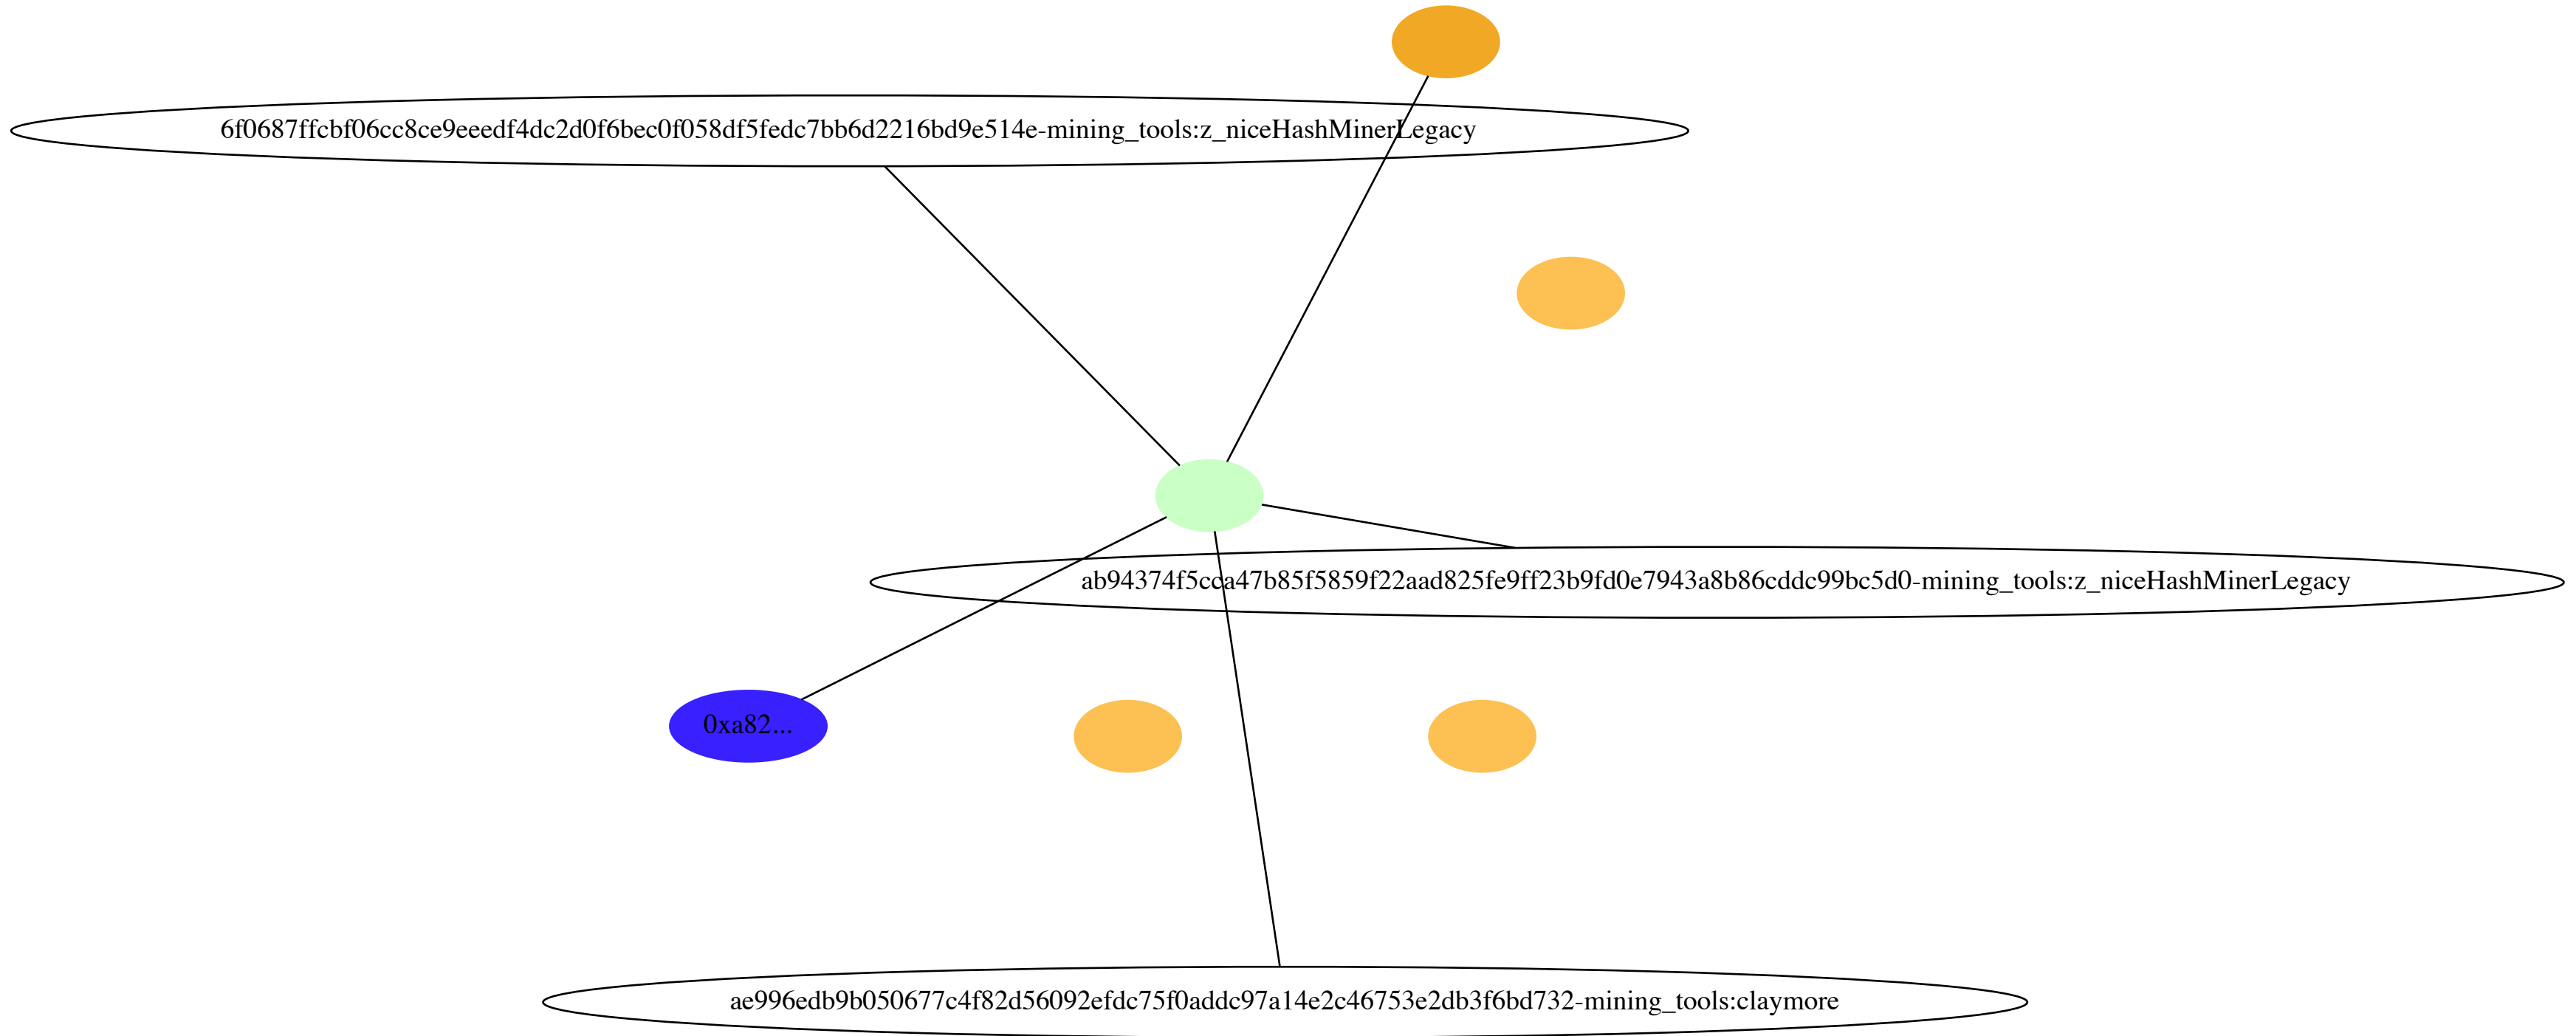 6f0687ffcbf06cc8ce9eeedf4dc2d0f6bec0f058df5fedc7bb6d2216bd9e514e-mining_tools:z_niceHashMinerLegacy
ab94374f5cca47b85f5859f22aad825fe9ff23b9fd0e7943a8b86cddc99bc5d0-mining_tools:z_niceHashMinerLegacy
0xa82...
ae996edb9b050677c4f82d56092efdc75f0addc97a14e2c46753e2db3f6bd732-mining_tools:claymore